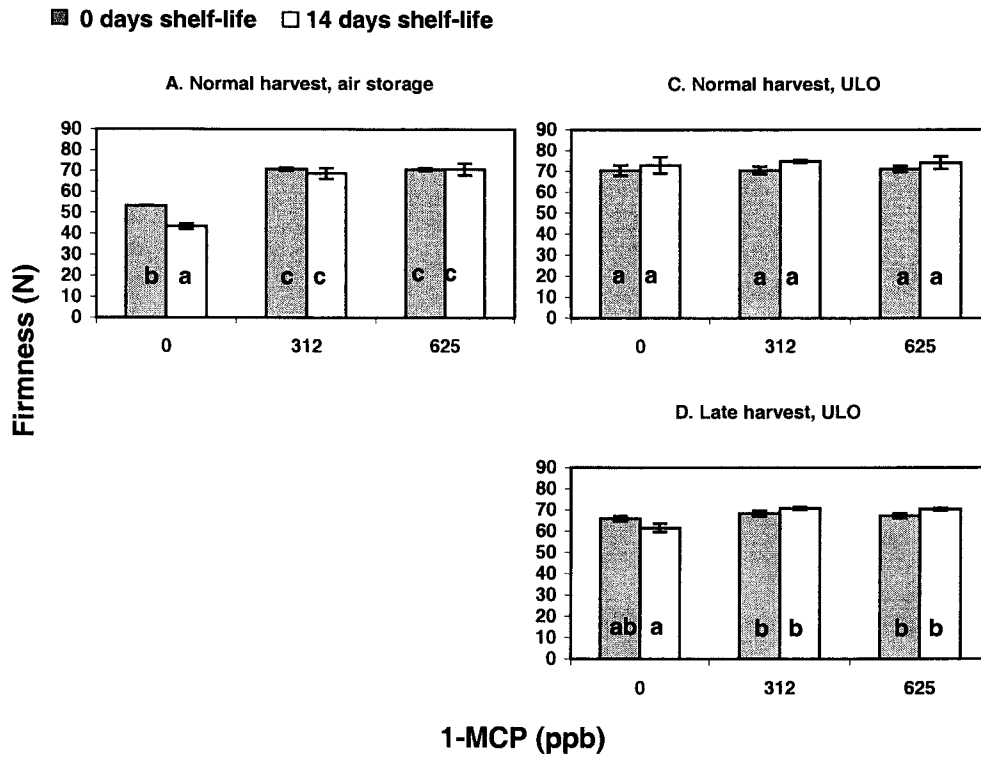 0 days shelf-life 14 days shelf-life
A. Normal harvest, air storage
90
80
70
60
50
40
30
20
10
0
b a c c c c
0 312 625
C. Normal harvest, ULO
90
80
70
60
50
40
30
20
10
0
a a a a a a
0 312 625
D. Late harvest, ULO
90
80
70
60
50
40
30
20
10
0
ab a b b b b
0 312 625
Firmness (N)
1-MCP (ppb)